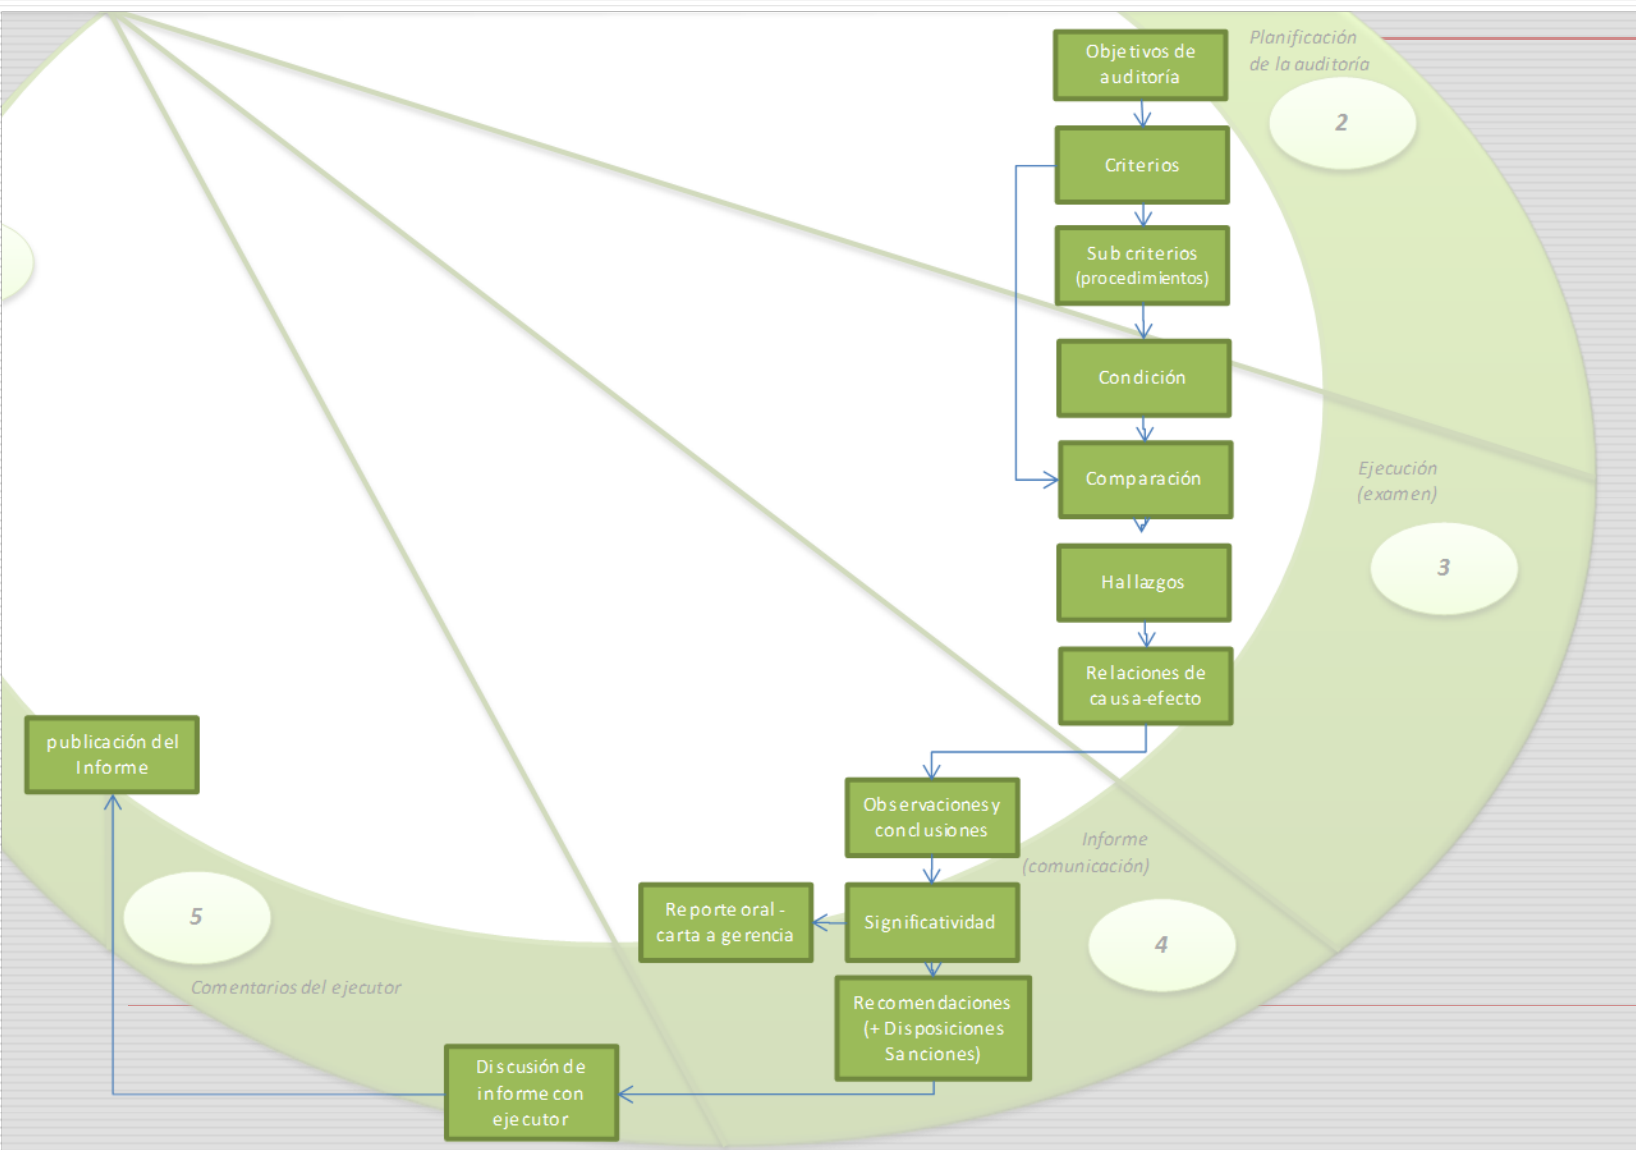 Objetivos de
auditoría
Planificación
de la auditoría
2
Criterios
Sub criterios
(procedimientos)
Condición
Comparación
Ejecución
(examen)
3
Hallazgos
Relaciones de
causa-efecto
publicación del
Informe
Observaciones y
conclusiones
Informe
(comunicación)
4
Reporte oral -
carta a gerencia
Significatividad
5
Comentarios del ejecutor
Recomendaciones
(+ Disposiciones
Sanciones)
Discusión de
informe con
ejecutor